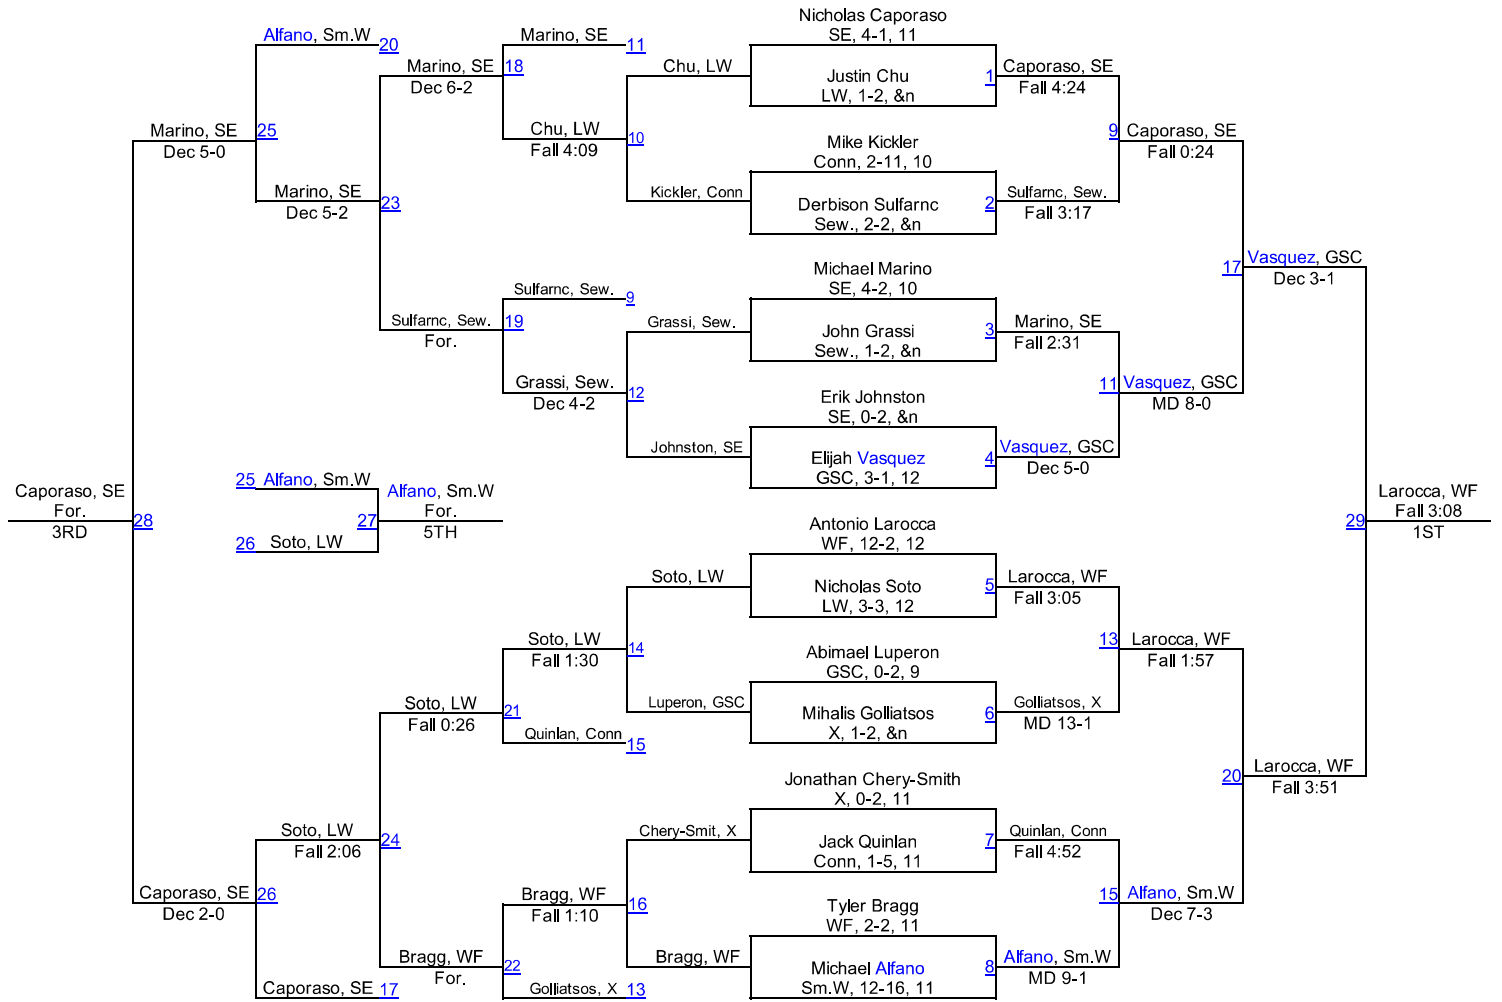 Nicholas Caporaso
SE, 4-1, 11
Alfano, Sm.W 20
Marino, SE 11
Marino, SE 18
Dec 6-2
Chu, LW
Justin Chu
LW, 1-2, &n
1 Caporaso, SE
Fall 4:24
Marino, SE 25
Dec 5-0
Chu, LW 10
Fall 4:09
Mike Kickler
Conn, 2-11, 10
9 Caporaso, SE
Fall 0:24
Marino, SE 23
Dec 5-2
Kickler, Conn
Derbison Sulfarnc
Sew., 2-2, &n
2 Sulfarnc, Sew.
Fall 3:17
Michael Marino
SE, 4-2, 10
17 Vasquez, GSC
Dec 3-1
Sulfarnc, Sew. 9
Sulfarnc, Sew. 19
For.
Grassi, Sew.
John Grassi
Sew., 1-2, &n
3 Marino, SE
Fall 2:31
Grassi, Sew. 12
Dec 4-2
Erik Johnston
SE, 0-2, &n
11 Vasquez, GSC
MD 8-0
Johnston, SE
Elijah Vasquez
GSC, 3-1, 12
4 Vasquez, GSC
Dec 5-0
25 Alfano, Sm.W
Caporaso, SE
For.
3RD
28
27
Alfano, Sm.W
For.
5TH
26 Soto, LW
29
Larocca, WF
Fall 3:08
1ST
Antonio Larocca
WF, 12-2, 12
Soto, LW
Nicholas Soto
LW, 3-3, 12
5 Larocca, WF
Fall 3:05
Soto, LW 14
Fall 1:30
Abimael Luperon
GSC, 0-2, 9
13 Larocca, WF
Fall 1:57
Soto, LW 21
Fall 0:26
Luperon, GSC
Mihalis Golliatsos
X, 1-2, &n
6 Golliatsos, X
MD 13-1
Quinlan, Conn 15
Jonathan Chery-Smith
X, 0-2, 11
20 Larocca, WF
Fall 3:51
Soto, LW 24
Fall 2:06
Chery-Smit, X
Jack Quinlan
Conn, 1-5, 11
7 Quinlan, Conn
Fall 4:52
Caporaso, SE 26
Dec 2-0
Bragg, WF 16
Fall 1:10
Tyler Bragg
WF, 2-2, 11
15 Alfano, Sm.W
Dec 7-3
Bragg, WF 22
For.
Bragg, WF
Michael Alfano
Sm.W, 12-16, 11
8 Alfano, Sm.W
MD 9-1
Caporaso, SE 17
Golliatsos, X 13